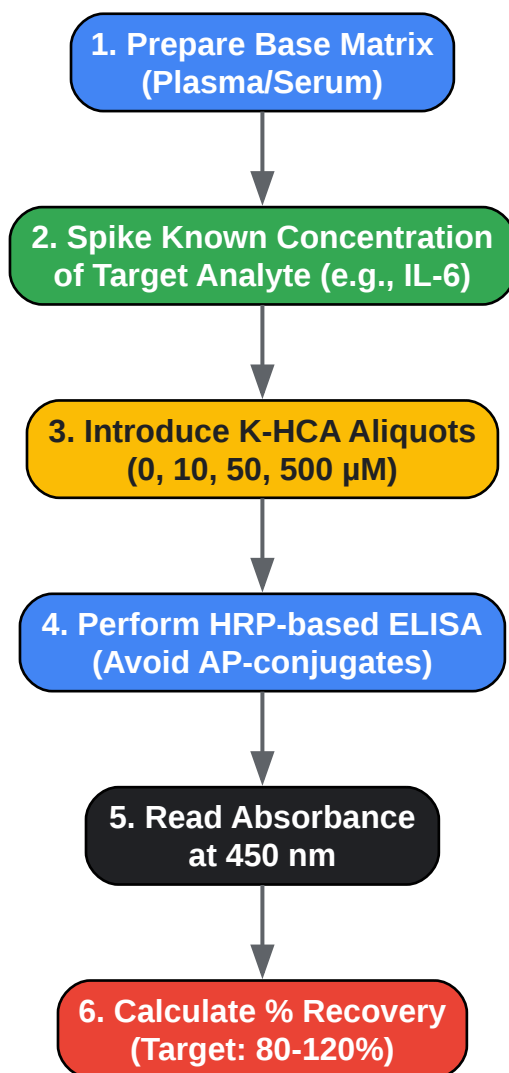 1. Prepare Base Matrix
(Plasma/Serum)
2. Spike Known Concentration
of Target Analyte (e.g., IL-6)
3. Introduce K-HCA Aliquots
(0, 10, 50, 500 µM)
4. Perform HRP-based ELISA
(Avoid AP-conjugates)
5. Read Absorbance
at 450 nm
6. Calculate % Recovery
(Target: 80-120%)